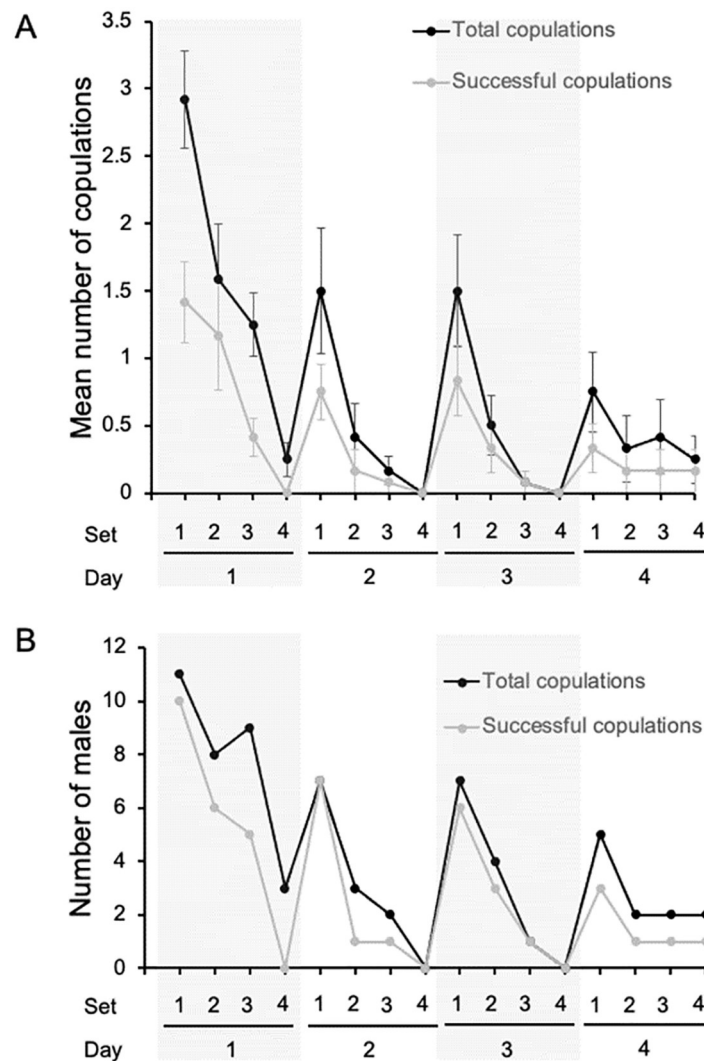 A
3.5
Total copulations
3
Successful copulations
2.5
2
1.5
1
0.5
0
Mean number of copulations
Set 1 2 3 4 1 2 3 4 1 2 3 4 1 2 3 4
Day 1 2 3 4
B
12
Total copulations
10
Successful copulations
8
6
4
2
0
Number of males
Set 1 2 3 4 1 2 3 4 1 2 3 4 1 2 3 4
Day 1 2 3 4